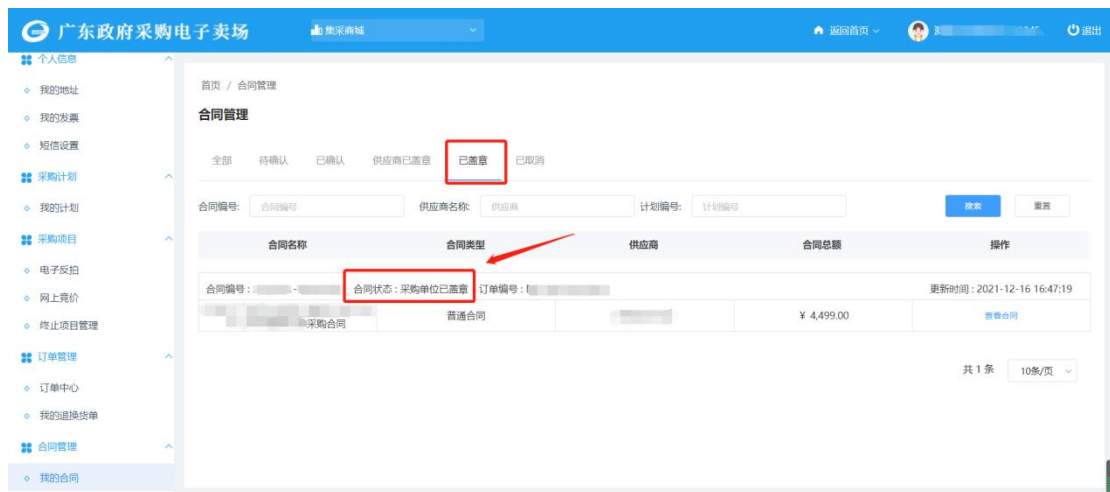 广东政府采购电子卖场 集采商城 返回首页 退出
个人信息
我的地址
我的发票
短信设置
采购计划
我的计划
采购项目
电子反拍
网上竞价
终止项目管理
订单管理
订单中心
我的退换货单
合同管理
我的合同
首页 / 合同管理
合同管理
全部 待确认 已确认 供应商已盖章 已盖章 已取消
合同编号: 合同编号 供应商名称: 供应商 计划编号: 计划编号 搜索 重置
合同名称 合同类型 供应商 合同总额 操作
合同编号: 合同状态:采购单位已盖章 订单编号: 更新时间:2021-12-16 16:47:19
采购合同 普通合同 ¥ 4,499.00 查看合同
共 1 条 10条/页